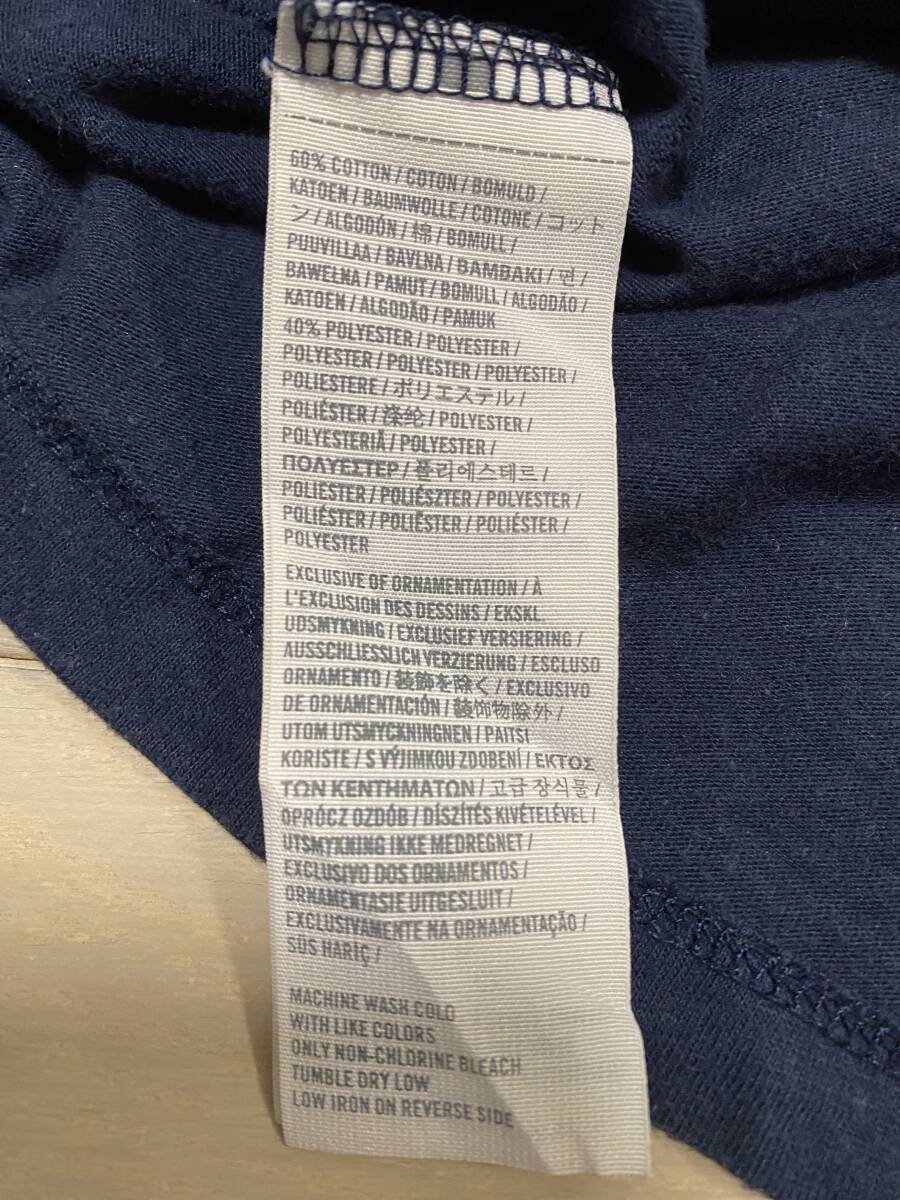 60% COTTON / COTON / BOMULD /
KATOEN / BAUMWOLLE / COTONE / コット
ン / ALGODÓN / 棉 / BOMULL /
PUUVILLAA / BAVLNA / BAMBAKI / 면 /
BAWEŁNA / PAMUT / BOMULL / ALGODÃO /
KATOEN / ALGODÃO / PAMUK
40% POLYESTER / POLYESTER /
POLYESTER / POLYESTER / POLYESTER /
POLIESTERE / ポリエステル /
POLIÉSTER / 涤纶 / POLYESTER /
POLYESTERIÄ / POLYESTER /
ΠΟΛΥΕΣΤΕΡ / 폴리에스테르 /
POLIESTER / POLIÉSZTER / POLYESTER /
POLIÉSTER / POLIÊSTER / POLIÉSTER /
POLYESTER
EXCLUSIVE OF ORNAMENTATION / À
L'EXCLUSION DES DESSINS / EKSKL
UDSMYKNING / EXCLUSIEF VERSIERING /
AUSSCHLIESSLICH VERZIERUNG / ESCLUSO
ORNAMENTO / 装飾を除く / EXCLUSIVO
DE ORNAMENTACIÓN / 装饰物除外 /
UTOM UTSMYCKNINGNEN / PAITSI
KORISTE / S VÝJIMKOU ZDOBENÍ / ΕΚΤΟΣ
ΤΩΝ ΚΕΝΤΗΜΑΤΩΝ / 고급 장식물 /
OPRÓCZ OZDÓB / DÍSZÍTÉS KIVÉTELÉVEL /
UTSMYKNING IKKE MEDREGNET /
EXCLUSIVO DOS ORNAMENTOS /
ORNAMENTASIE UITGESLUIT /
EXCLUSIVAMENTE NA ORNAMENTAÇÃO /
SÜS HARİÇ /
MACHINE WASH COLD
WITH LIKE COLORS
ONLY NON-CHLORINE BLEACH
TUMBLE DRY LOW
LOW IRON ON REVERSE SIDE